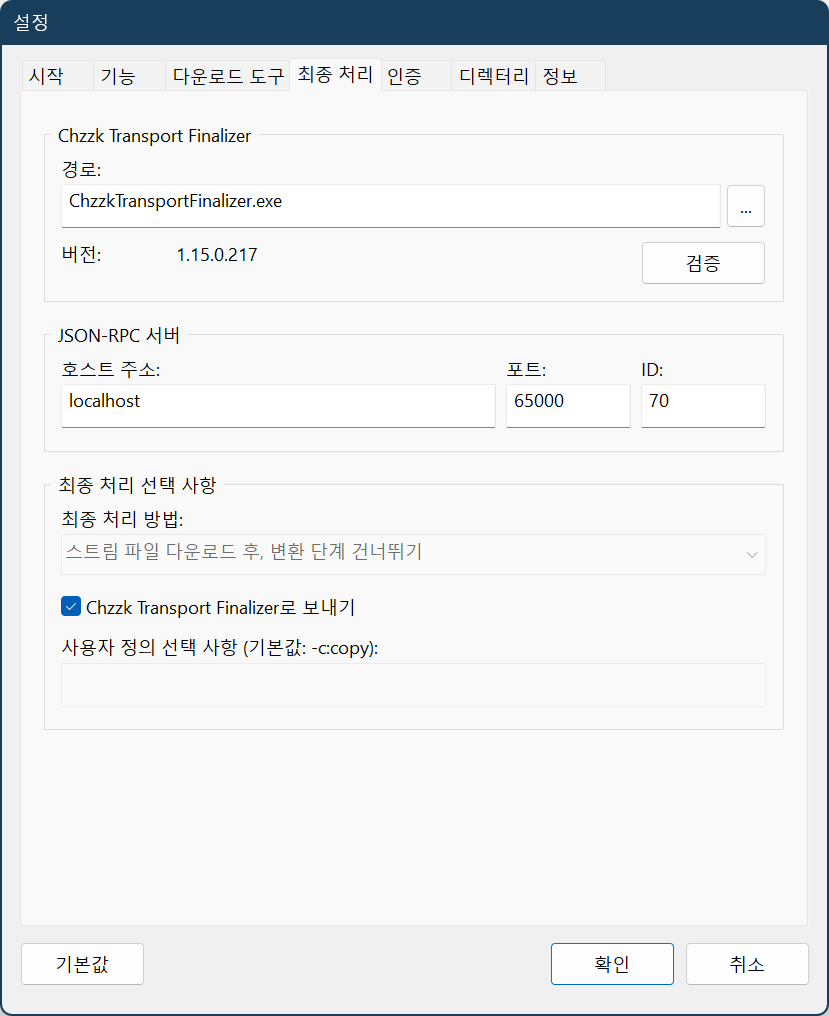 설정
시작 기능 다운로드 도구 최종 처리 인증 디렉터리 정보
Chzzk Transport Finalizer
경로:
ChzzkTransportFinalizer.exe ...
버전: 1.15.0.217 검증
JSON-RPC 서버
호스트 주소: 포트: ID:
localhost 65000 70
최종 처리 선택 사항
최종 처리 방법:
스트림 파일 다운로드 후, 변환 단계 건너뛰기
Chzzk Transport Finalizer로 보내기
사용자 정의 선택 사항 (기본값: -c:copy):
기본값 확인 취소